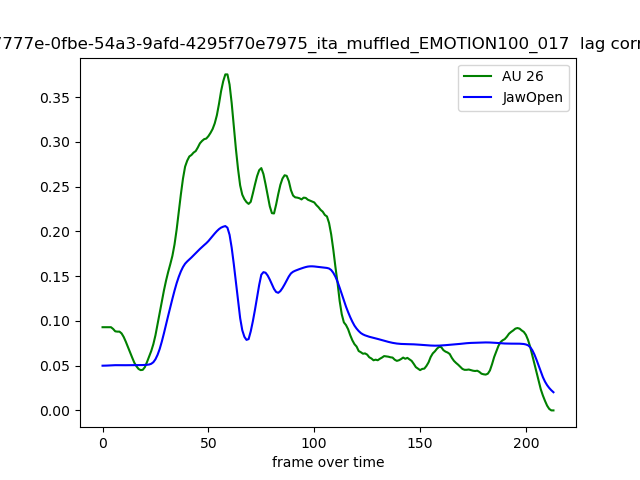 7777e-0fbe-54a3-9afd-4295f70e7975_ita_muffled_EMOTION100_017 lag corr
AU 26
JawOpen
0.35
0.30
0.25
0.20
0.15
0.10
0.05
0.00
0 50 100 150 200
frame over time